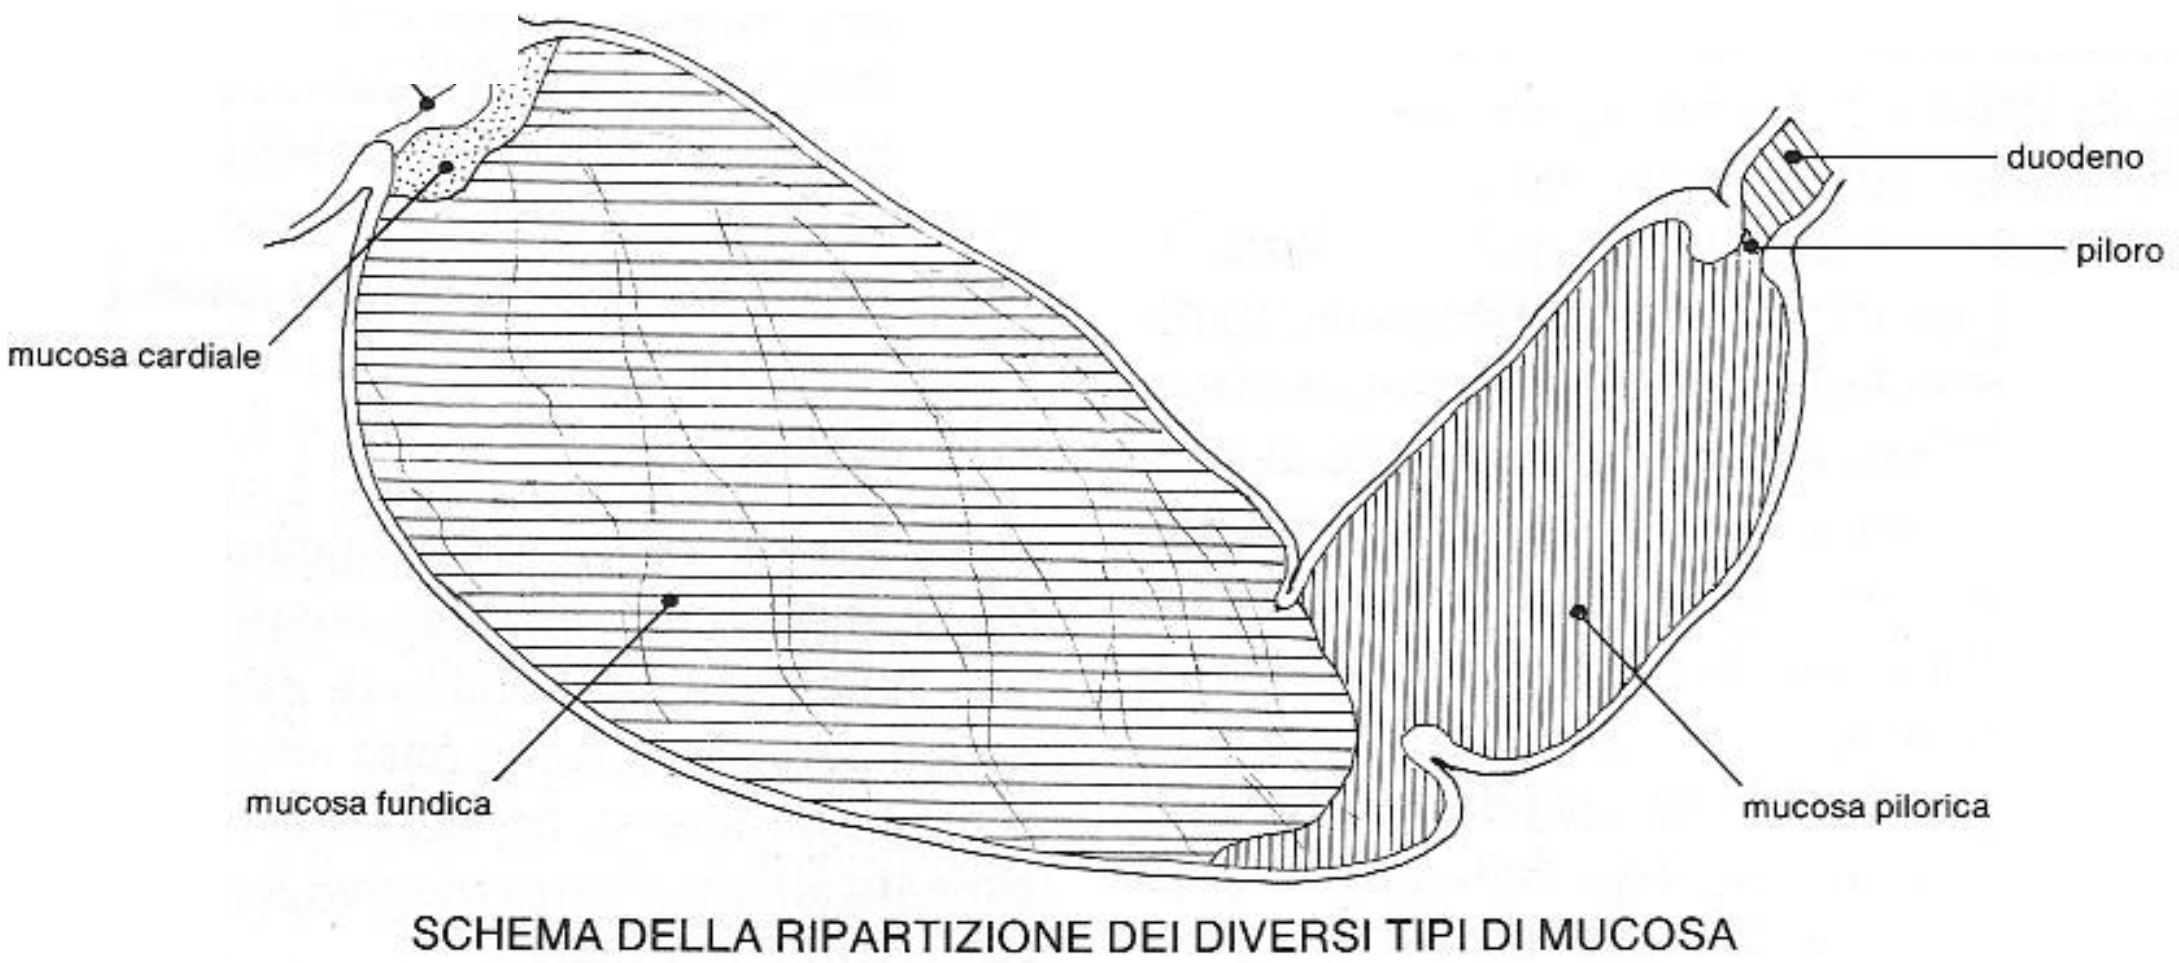 duodeno
piloro
mucosa cardiale
mucosa fundica
mucosa pilorica
SCHEMA DELLA RIPARTIZIONE DEI DIVERSI TIPI DI MUCOSA